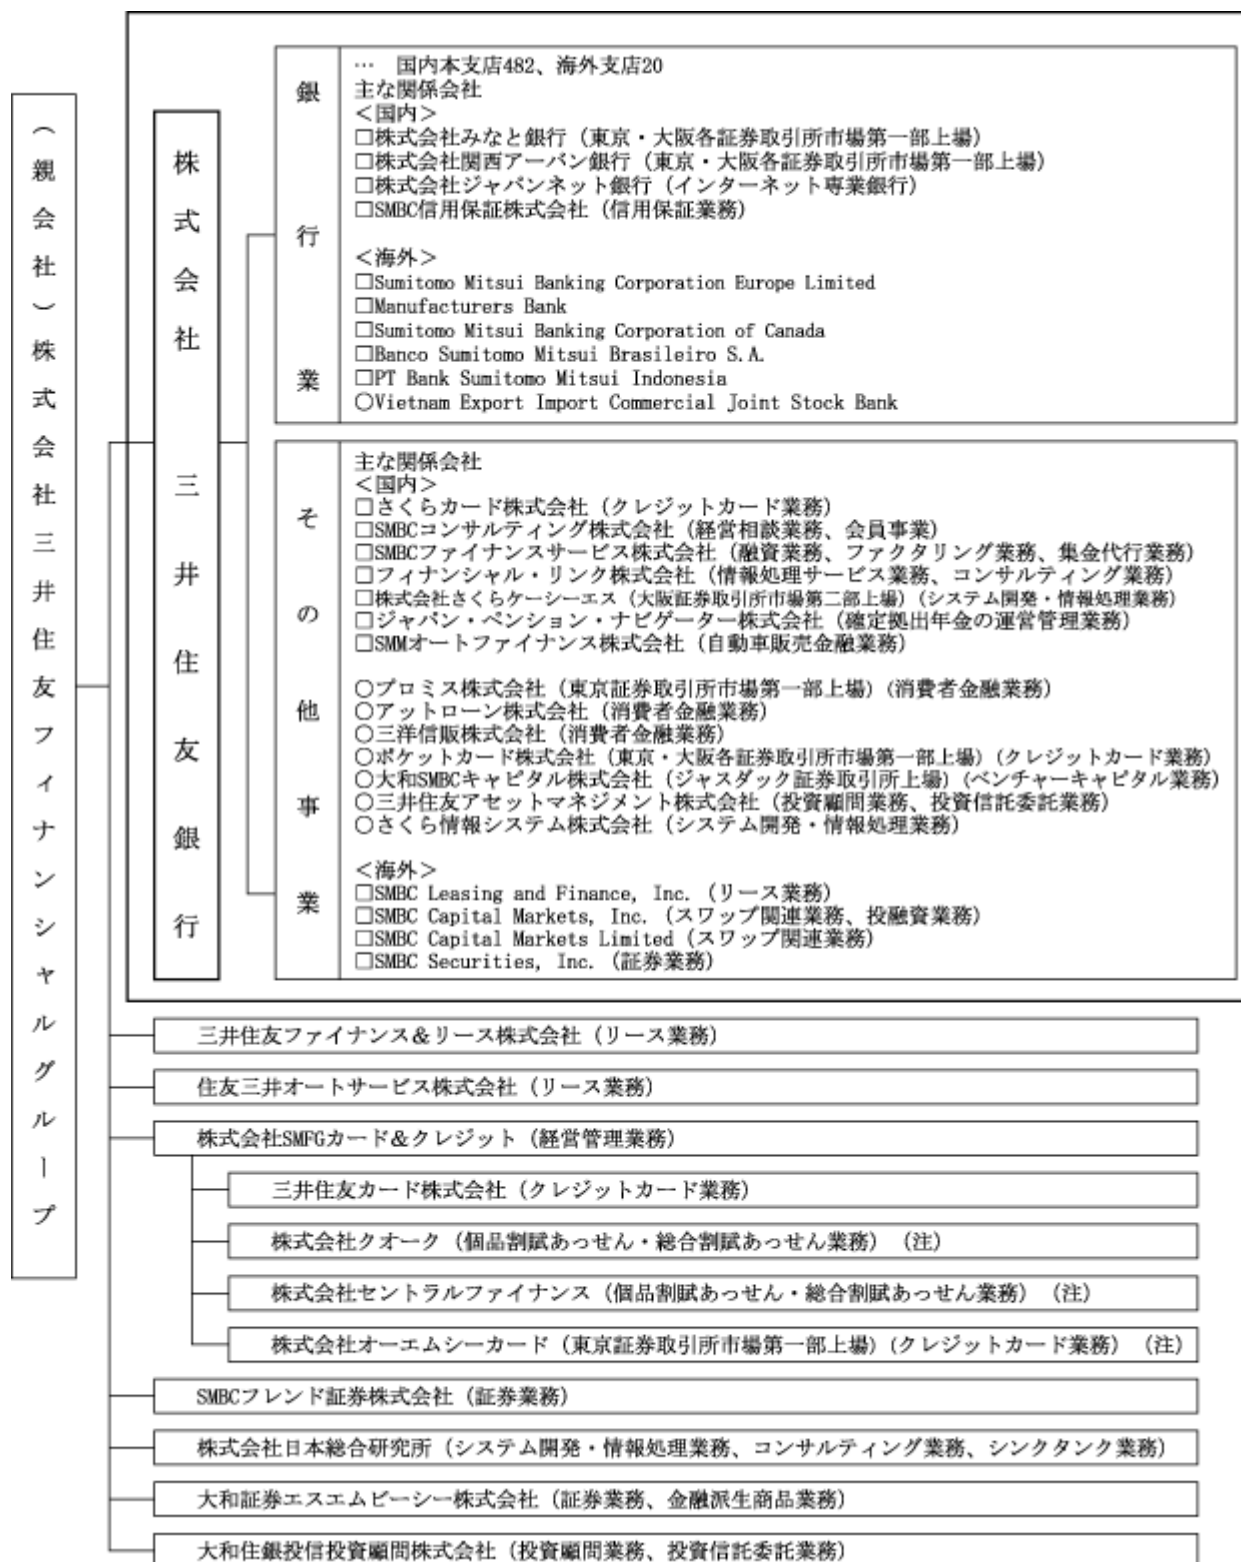 (親会社)株式会社三井住友フィナンシャルグループ
株式会社 三井住友銀行
銀行業
… 国内本支店482、海外支店20
主な関係会社
<国内>
□株式会社みなと銀行(東京・大阪各証券取引所市場第一部上場)
□株式会社関西アーバン銀行(東京・大阪各証券取引所市場第一部上場)
□株式会社ジャパンネット銀行(インターネット専業銀行)
□SMBC信用保証株式会社(信用保証業務)
<海外>
□Sumitomo Mitsui Banking Corporation Europe Limited
□Manufacturers Bank
□Sumitomo Mitsui Banking Corporation of Canada
□Banco Sumitomo Mitsui Brasileiro S.A.
□PT Bank Sumitomo Mitsui Indonesia
○Vietnam Export Import Commercial Joint Stock Bank
その他事業
主な関係会社
<国内>
□さくらカード株式会社(クレジットカード業務)
□SMBCコンサルティング株式会社(経営相談業務、会員事業)
□SMBCファイナンスサービス株式会社(融資業務、ファクタリング業務、集金代行業務)
□フィナンシャル・リンク株式会社(情報処理サービス業務、コンサルティング業務)
□株式会社さくらケーシーエス(大阪証券取引所市場第二部上場)(システム開発・情報処理業務)
□ジャパン・ペンション・ナビゲーター株式会社(確定拠出年金の運営管理業務)
□SMMオートファイナンス株式会社(自動車販売金融業務)
○プロミス株式会社(東京証券取引所市場第一部上場)(消費者金融業務)
○アットローン株式会社(消費者金融業務)
○三洋信販株式会社(消費者金融業務)
○ポケットカード株式会社(東京・大阪各証券取引所市場第一部上場)(クレジットカード業務)
○大和SMBCキャピタル株式会社(ジャスダック証券取引所上場)(ベンチャーキャピタル業務)
○三井住友アセットマネジメント株式会社(投資顧問業務、投資信託委託業務)
○さくら情報システム株式会社(システム開発・情報処理業務)
<海外>
□SMBC Leasing and Finance, Inc.(リース業務)
□SMBC Capital Markets, Inc.(スワップ関連業務、投融資業務)
□SMBC Capital Markets Limited(スワップ関連業務)
□SMBC Securities, Inc.(証券業務)
三井住友ファイナンス&リース株式会社(リース業務)
住友三井オートサービス株式会社(リース業務)
株式会社SMFGカード&クレジット(経営管理業務)
三井住友カード株式会社(クレジットカード業務)
株式会社クオーク(個品割賦あっせん・総合割賦あっせん業務)(注)
株式会社セントラルファイナンス(個品割賦あっせん・総合割賦あっせん業務)(注)
株式会社オーエムシーカード(東京証券取引所市場第一部上場)(クレジットカード業務)(注)
SMBCフレンド証券株式会社(証券業務)
株式会社日本総合研究所(システム開発・情報処理業務、コンサルティング業務、シンクタンク業務)
大和証券エスエムビーシー株式会社(証券業務、金融派生商品業務)
大和住銀投信投資顧問株式会社(投資顧問業務、投資信託委託業務)